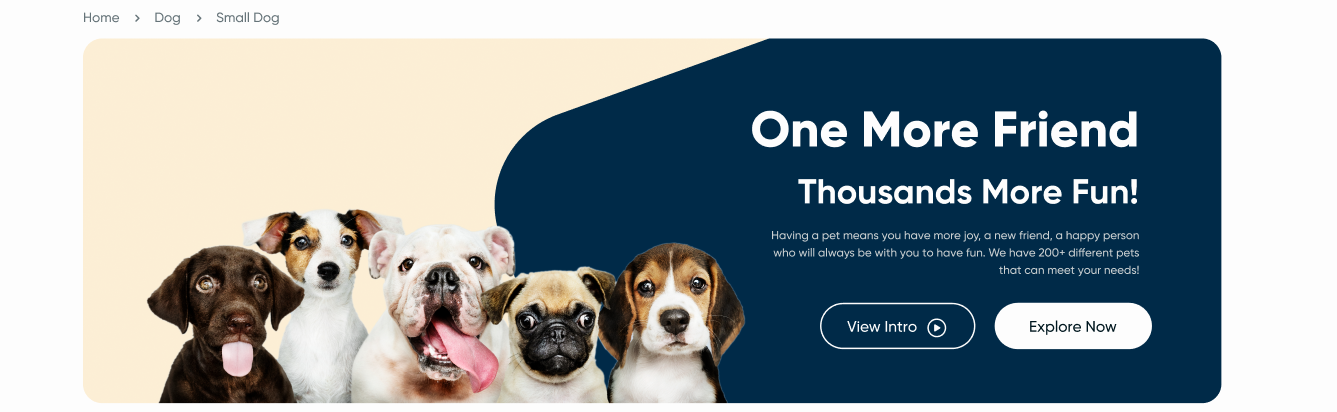 Home > Dog > Small Dog
One More Friend
Thousands More Fun!
Having a pet means you have more joy, a new friend, a happy person
who will always be with you to have fun. We have 200+ different pets
that can meet your needs!
View Intro
Explore Now